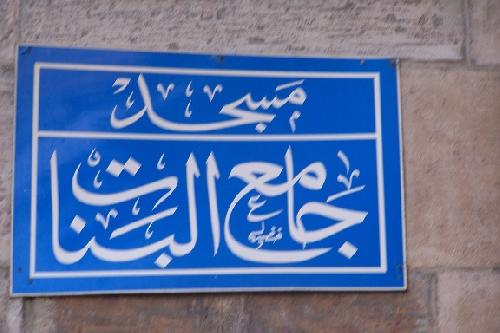 مسجد
جامع البنات